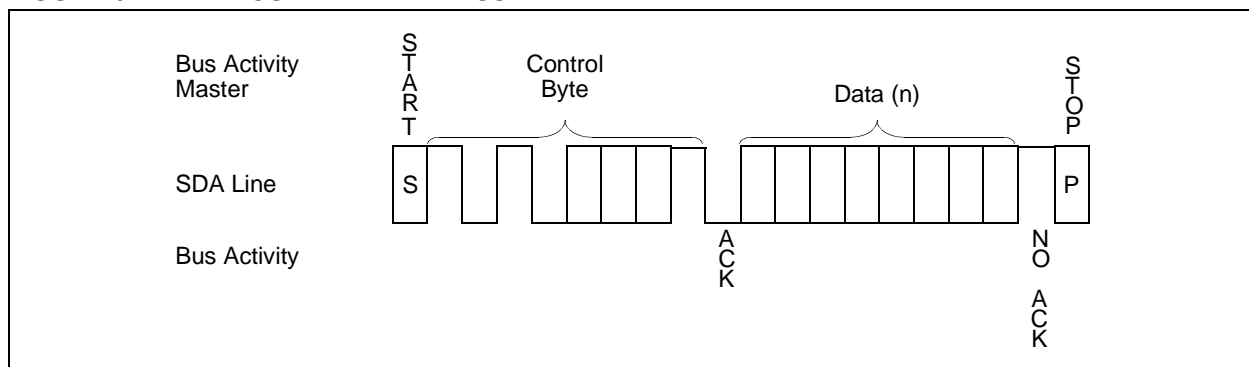 Bus Activity
Master
START
Control
Byte
Data (n)
STOP
SDA Line
S
P
Bus Activity
ACK
NO ACK